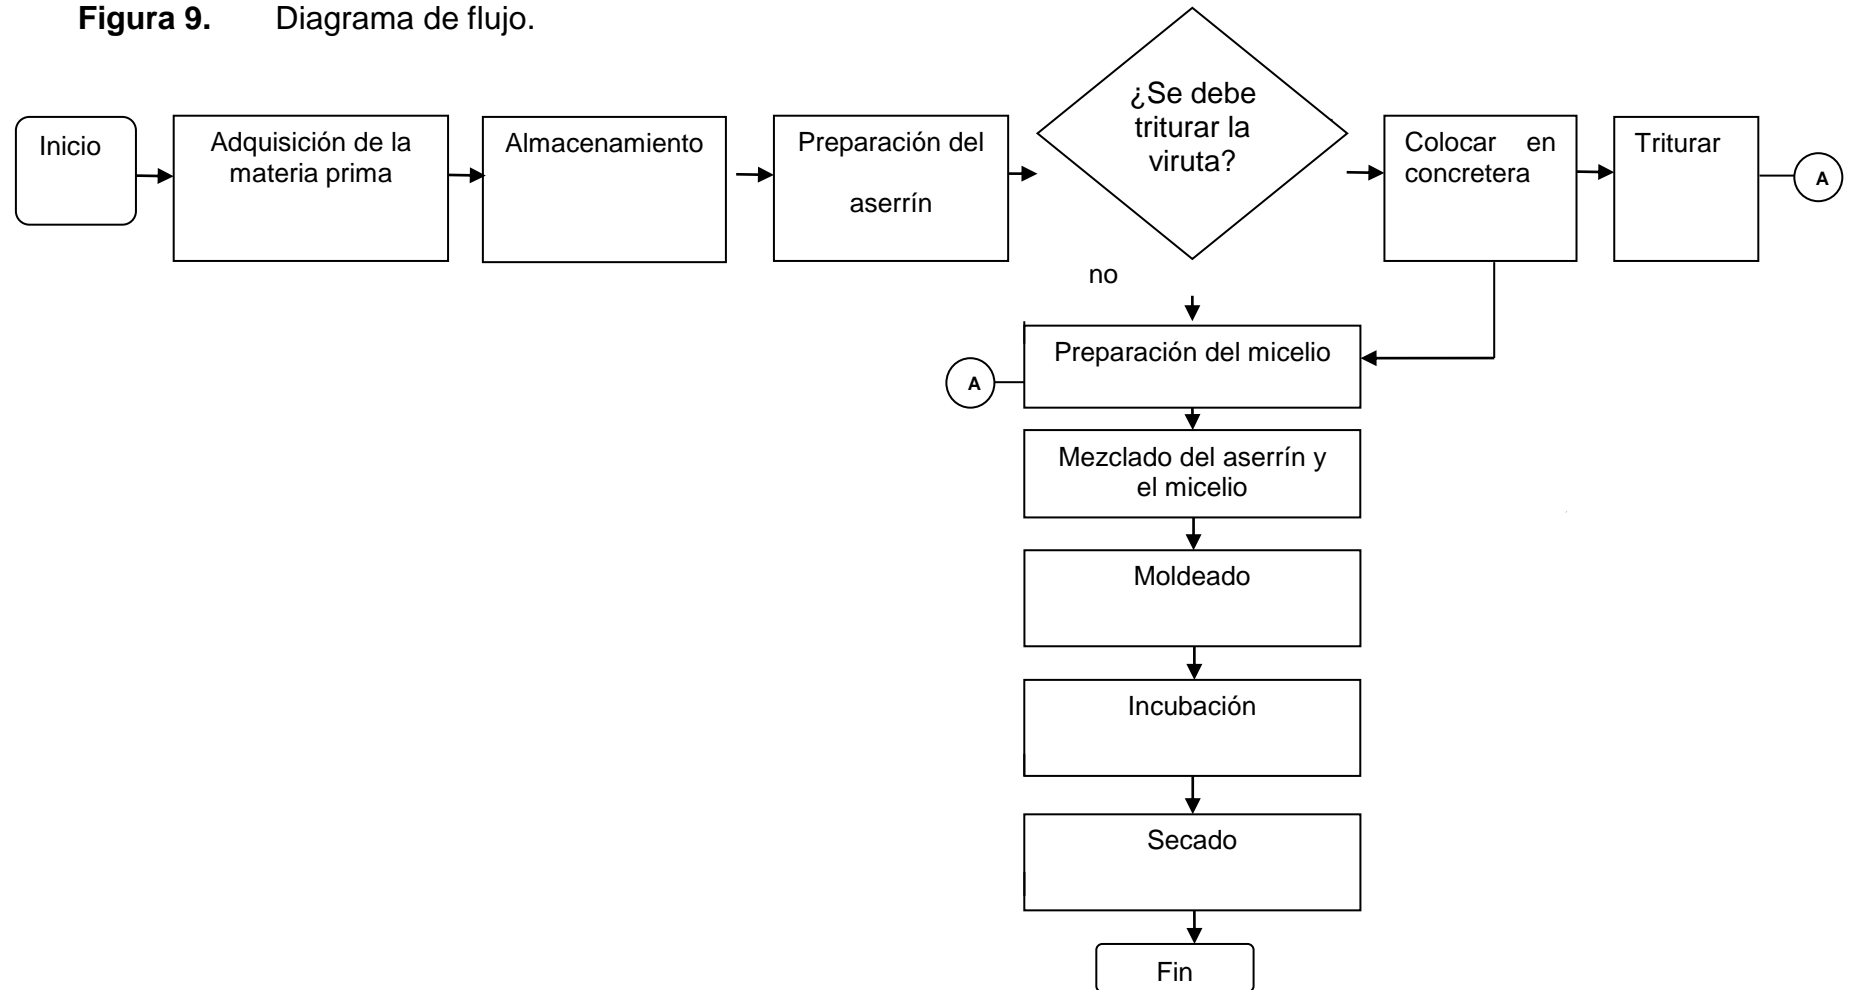 Figura 9. Diagrama de flujo.
Inicio
Adquisición de la
materia prima
Almacenamiento
Preparación del
aserrín
¿Se debe
triturar la
viruta?
Colocar en
concretera
Triturar
A
no
Preparación del micelio
A
Mezclado del aserrín y
el micelio
Moldeado
Incubación
Secado
Fin